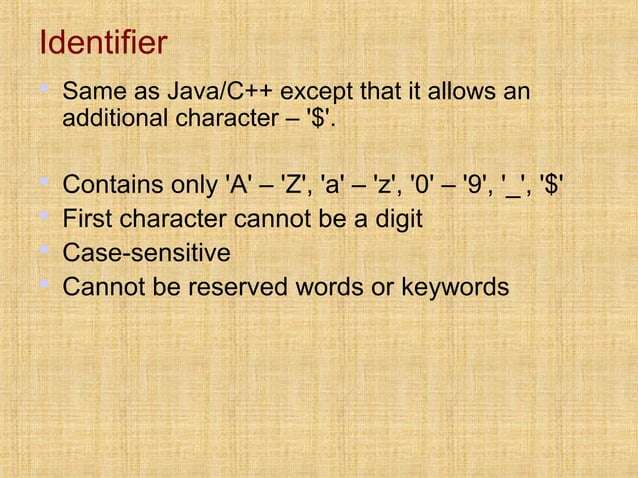 Identifier
Same as Java/C++ except that it allows an
additional character – '$'.
Contains only 'A' – 'Z', 'a' – 'z', '0' – '9', '_', '$'
First character cannot be a digit
Case-sensitive
Cannot be reserved words or keywords